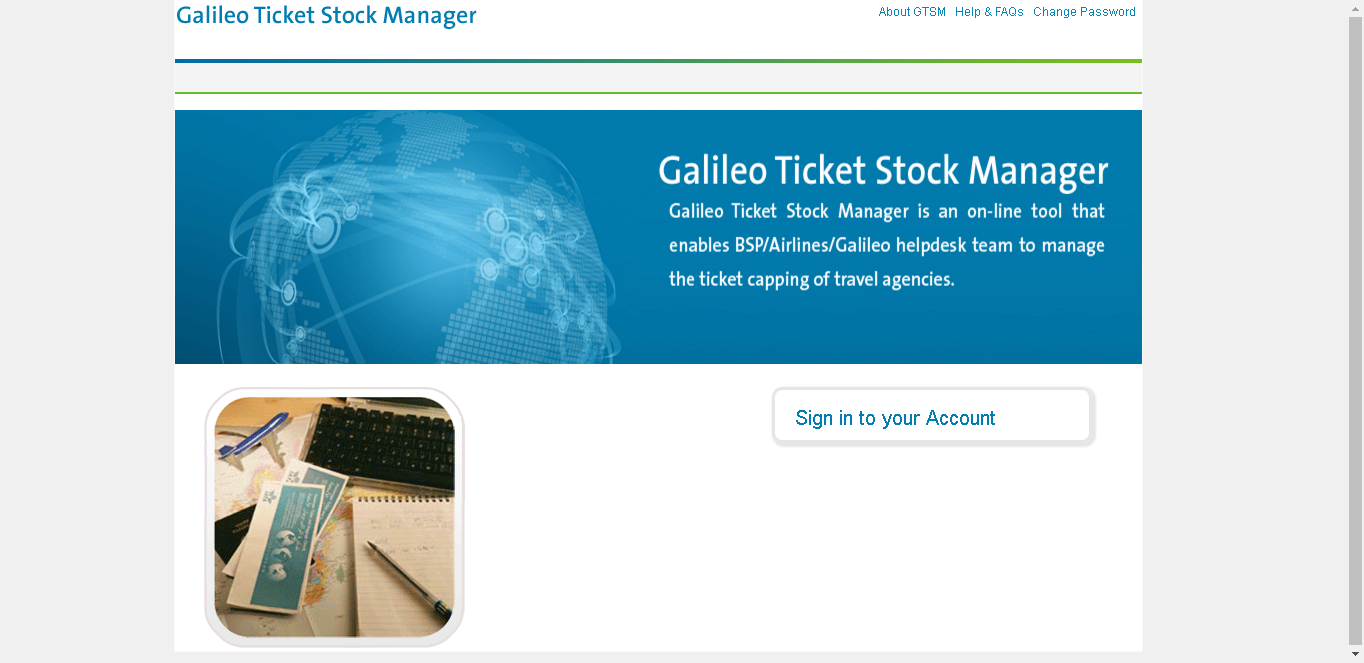 Galileo Ticket Stock Manager
About GTSM Help & FAQs Change Password
Galileo Ticket Stock Manager
Galileo Ticket Stock Manager is an on-line tool that
enables BSP/Airlines/Galileo helpdesk team to manage
the ticket capping of travel agencies.
Sign in to your Account